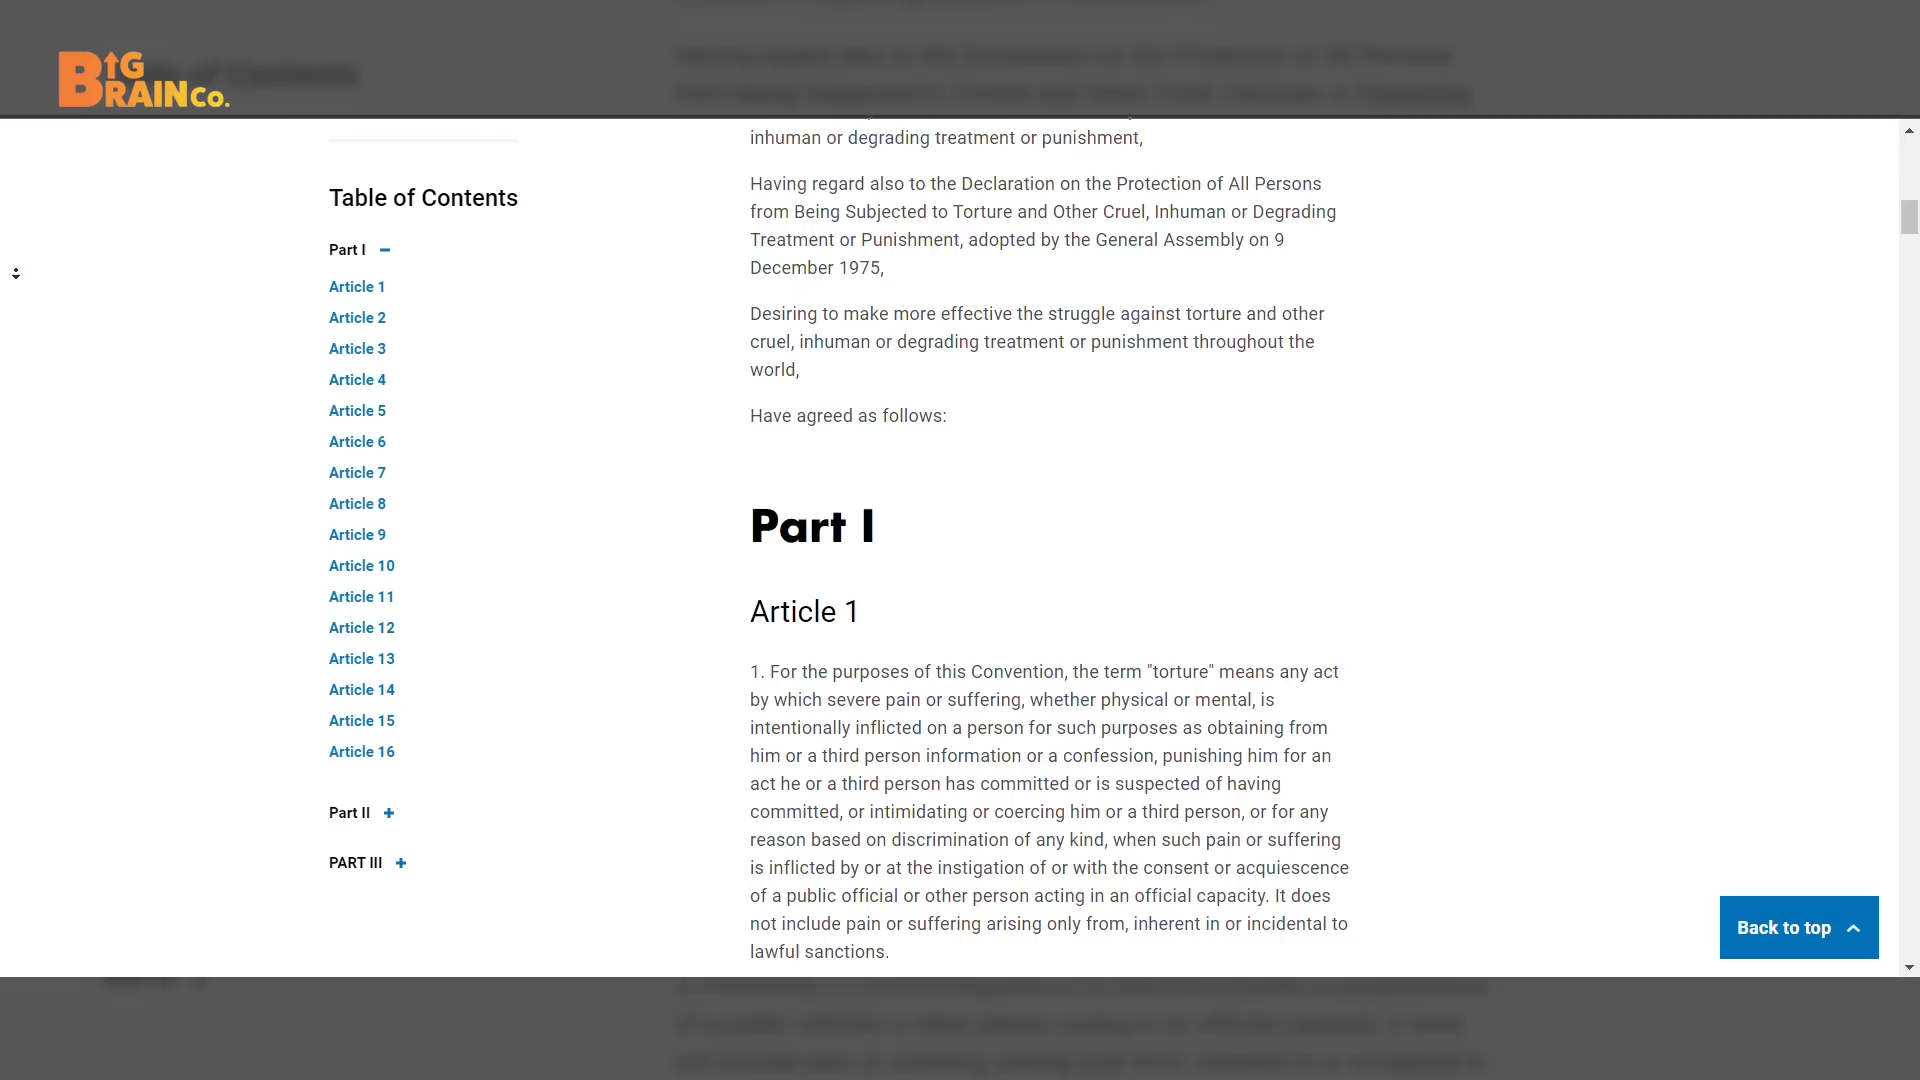 BIG
BRAIN CO.
Table of Contents
Part I
Article 1
Article 2
Article 3
Article 4
Article 5
Article 6
Article 7
Article 8
Article 9
Article 10
Article 11
Article 12
Article 13
Article 14
Article 15
Article 16
Part II
PART III
inhuman or degrading treatment or punishment,
Having regard also to the Declaration on the Protection of All Persons
from Being Subjected to Torture and Other Cruel, Inhuman or Degrading
Treatment or Punishment, adopted by the General Assembly on 9
December 1975,
Desiring to make more effective the struggle against torture and other
cruel, inhuman or degrading treatment or punishment throughout the
world,
Have agreed as follows:
Part I
Article 1
1. For the purposes of this Convention, the term "torture" means any act
by which severe pain or suffering, whether physical or mental, is
intentionally inflicted on a person for such purposes as obtaining from
him or a third person information or a confession, punishing him for an
act he or a third person has committed or is suspected of having
committed, or intimidating or coercing him or a third person, or for any
reason based on discrimination of any kind, when such pain or suffering
is inflicted by or at the instigation of or with the consent or acquiescence
of a public official or other person acting in an official capacity. It does
not include pain or suffering arising only from, inherent in or incidental to
lawful sanctions.
Back to top